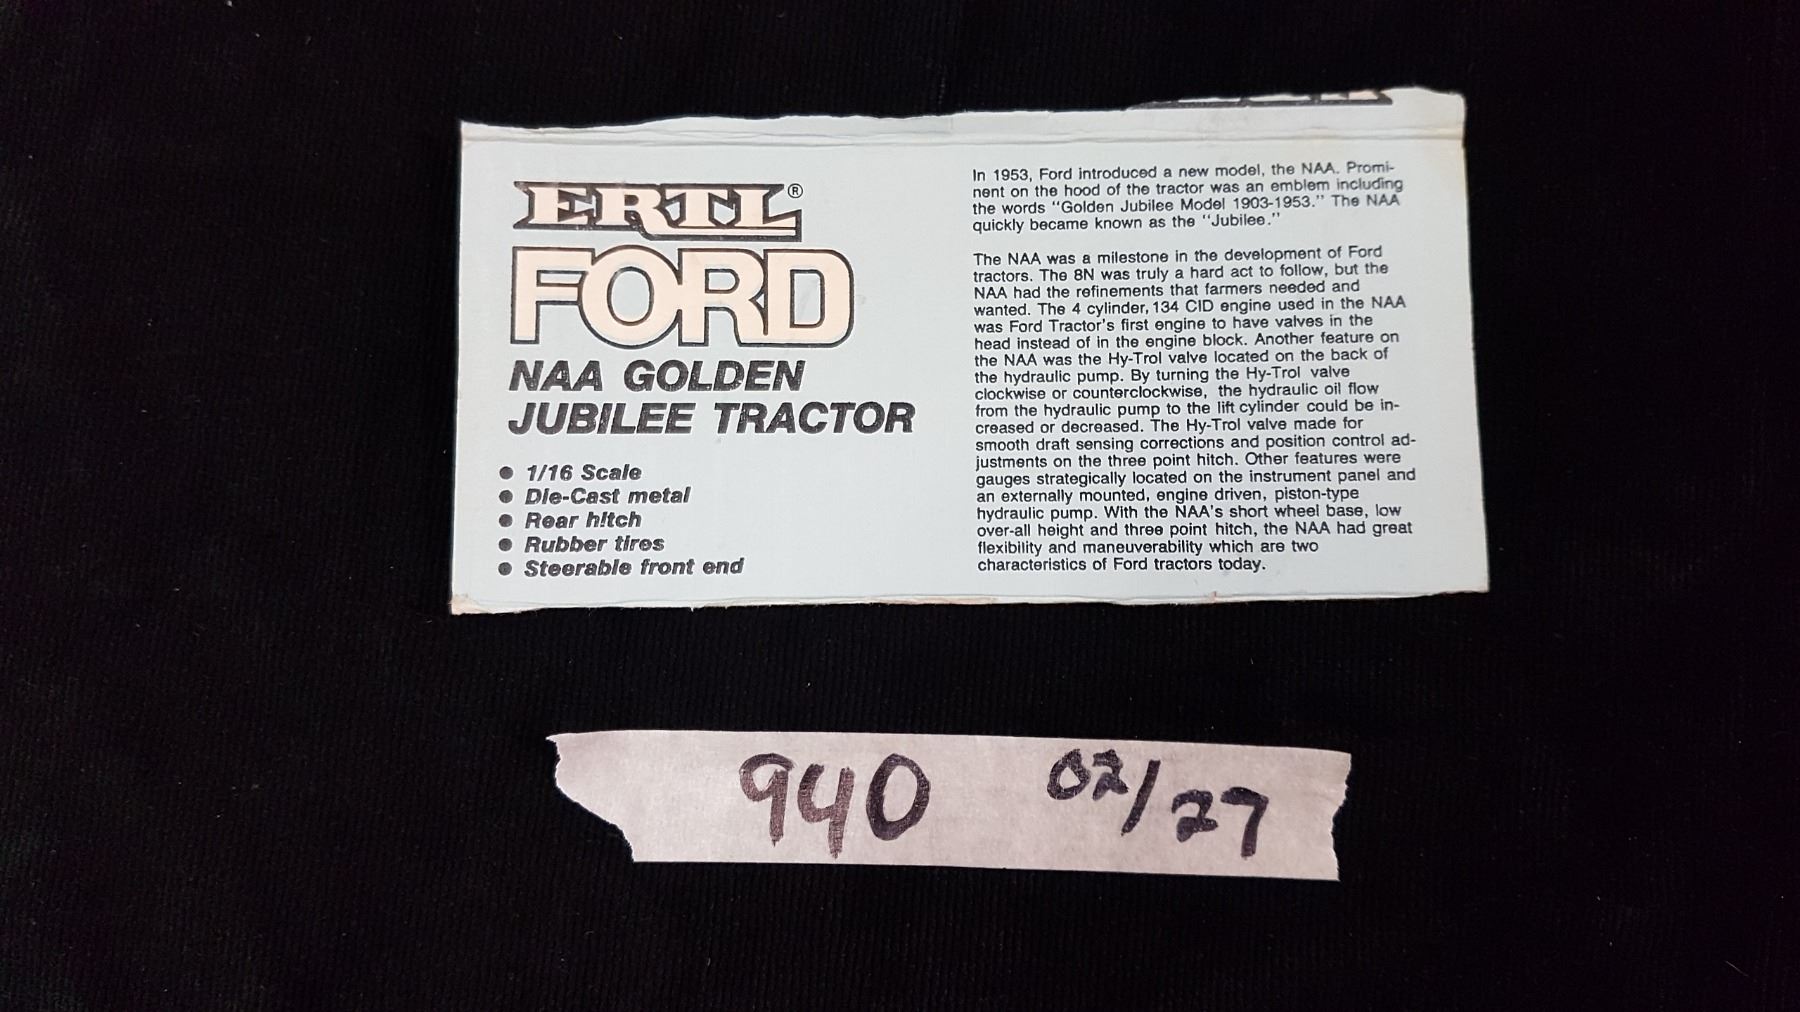 ERTL®
FORD
NAA GOLDEN
JUBILEE TRACTOR
● 1/16 Scale
● Die-Cast metal
● Rear hitch
● Rubber tires
● Steerable front end
In 1953, Ford introduced a new model, the NAA. Promi-
nent on the hood of the tractor was an emblem including
the words "Golden Jubilee Model 1903-1953." The NAA
quickly became known as the "Jubilee."
The NAA was a milestone in the development of Ford
tractors. The 8N was truly a hard act to follow, but the
NAA had the refinements that farmers needed and
wanted. The 4 cylinder, 134 CID engine used in the NAA
was Ford Tractor's first engine to have valves in the
head instead of in the engine block. Another feature on
the NAA was the Hy-Trol valve located on the back of
the hydraulic pump. By turning the Hy-Trol valve
clockwise or counterclockwise, the hydraulic oil flow
from the hydraulic pump to the lift cylinder could be in-
creased or decreased. The Hy-Trol valve made for
smooth draft sensing corrections and position control ad-
justments on the three point hitch. Other features were
gauges strategically located on the instrument panel and
an externally mounted, engine driven, piston-type
hydraulic pump. With the NAA's short wheel base, low
over-all height and three point hitch, the NAA had great
flexibility and maneuverability which are two
characteristics of Ford tractors today.
940 02/27